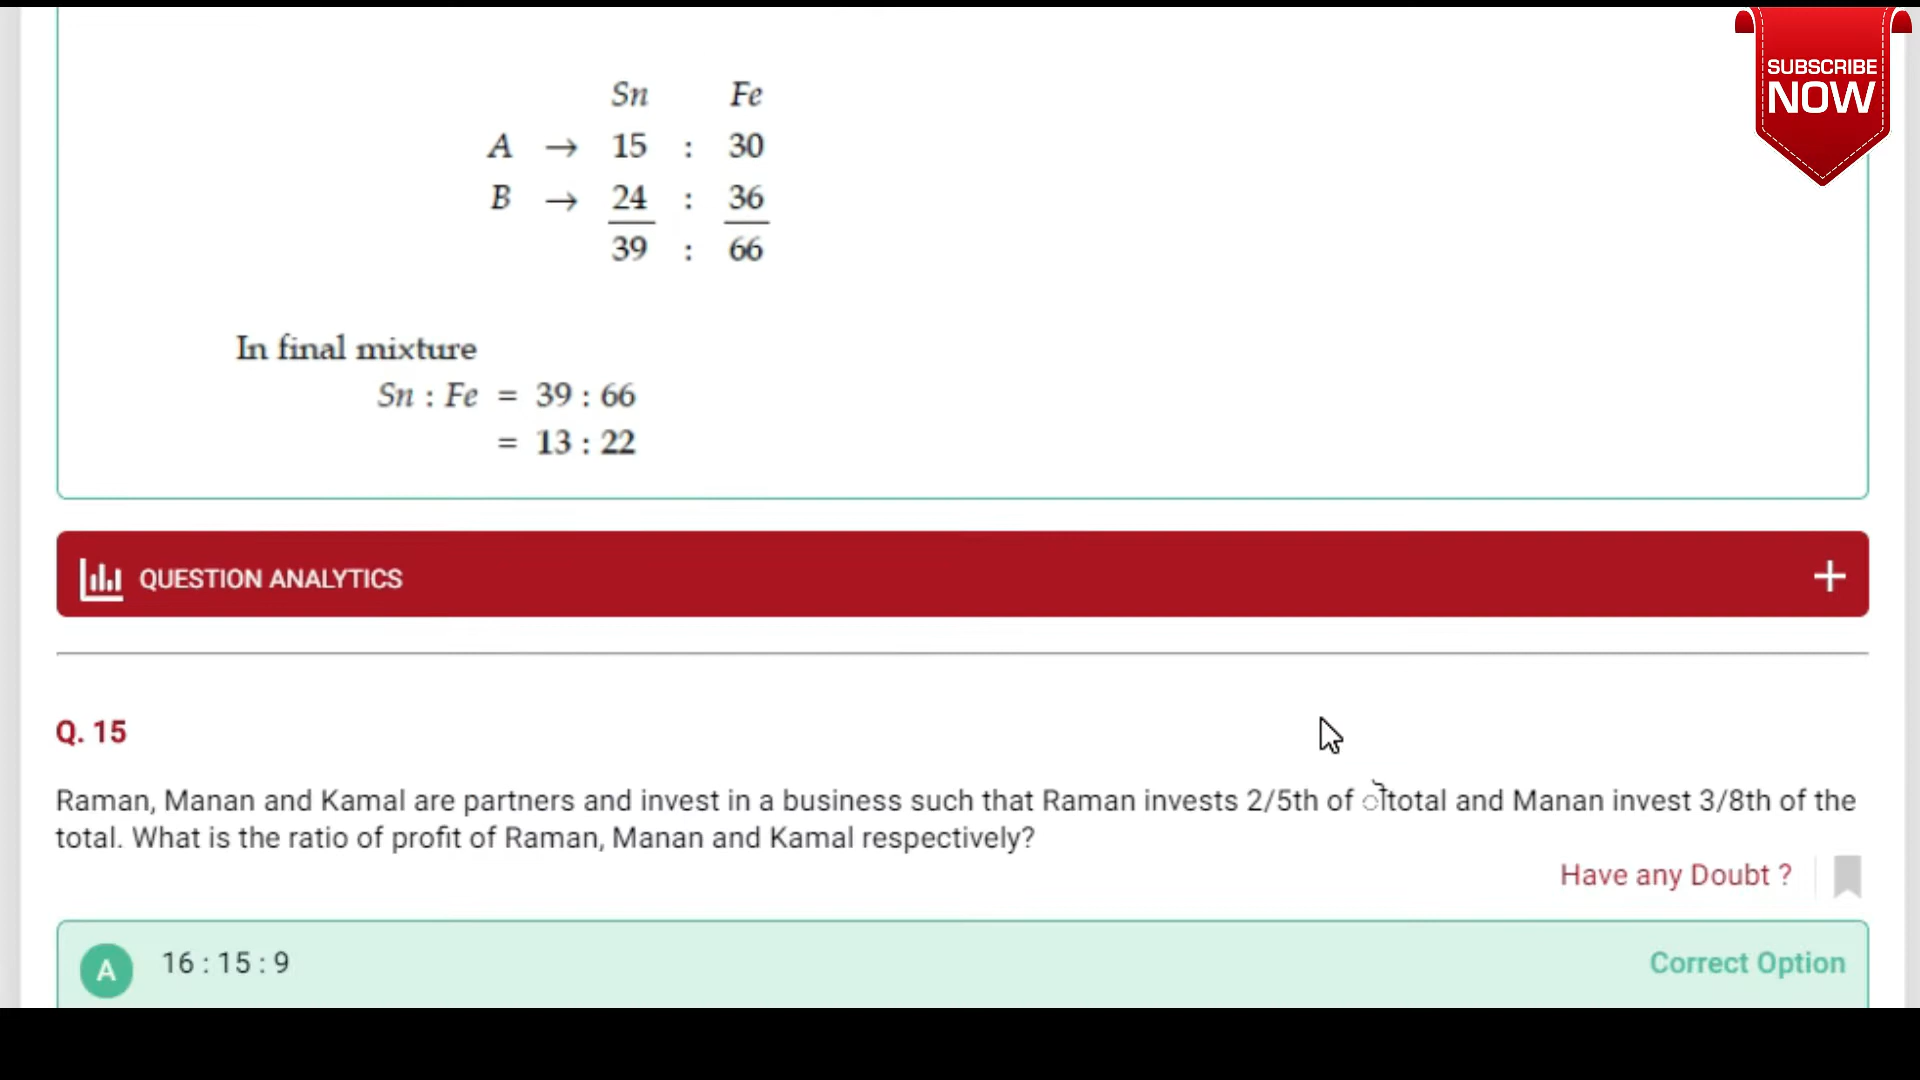 SUBSCRIBE
NOW
Sn Fe
A → 15 : 30
B → 24 : 36
39 : 66
In final mixture
Sn : Fe = 39 : 66
= 13 : 22
QUESTION ANALYTICS
Q. 15
Raman, Manan and Kamal are partners and invest in a business such that Raman invests 2/5th of ौtotal and Manan invest 3/8th of the
total. What is the ratio of profit of Raman, Manan and Kamal respectively?
Have any Doubt ?
A 16 : 15 : 9 Correct Option